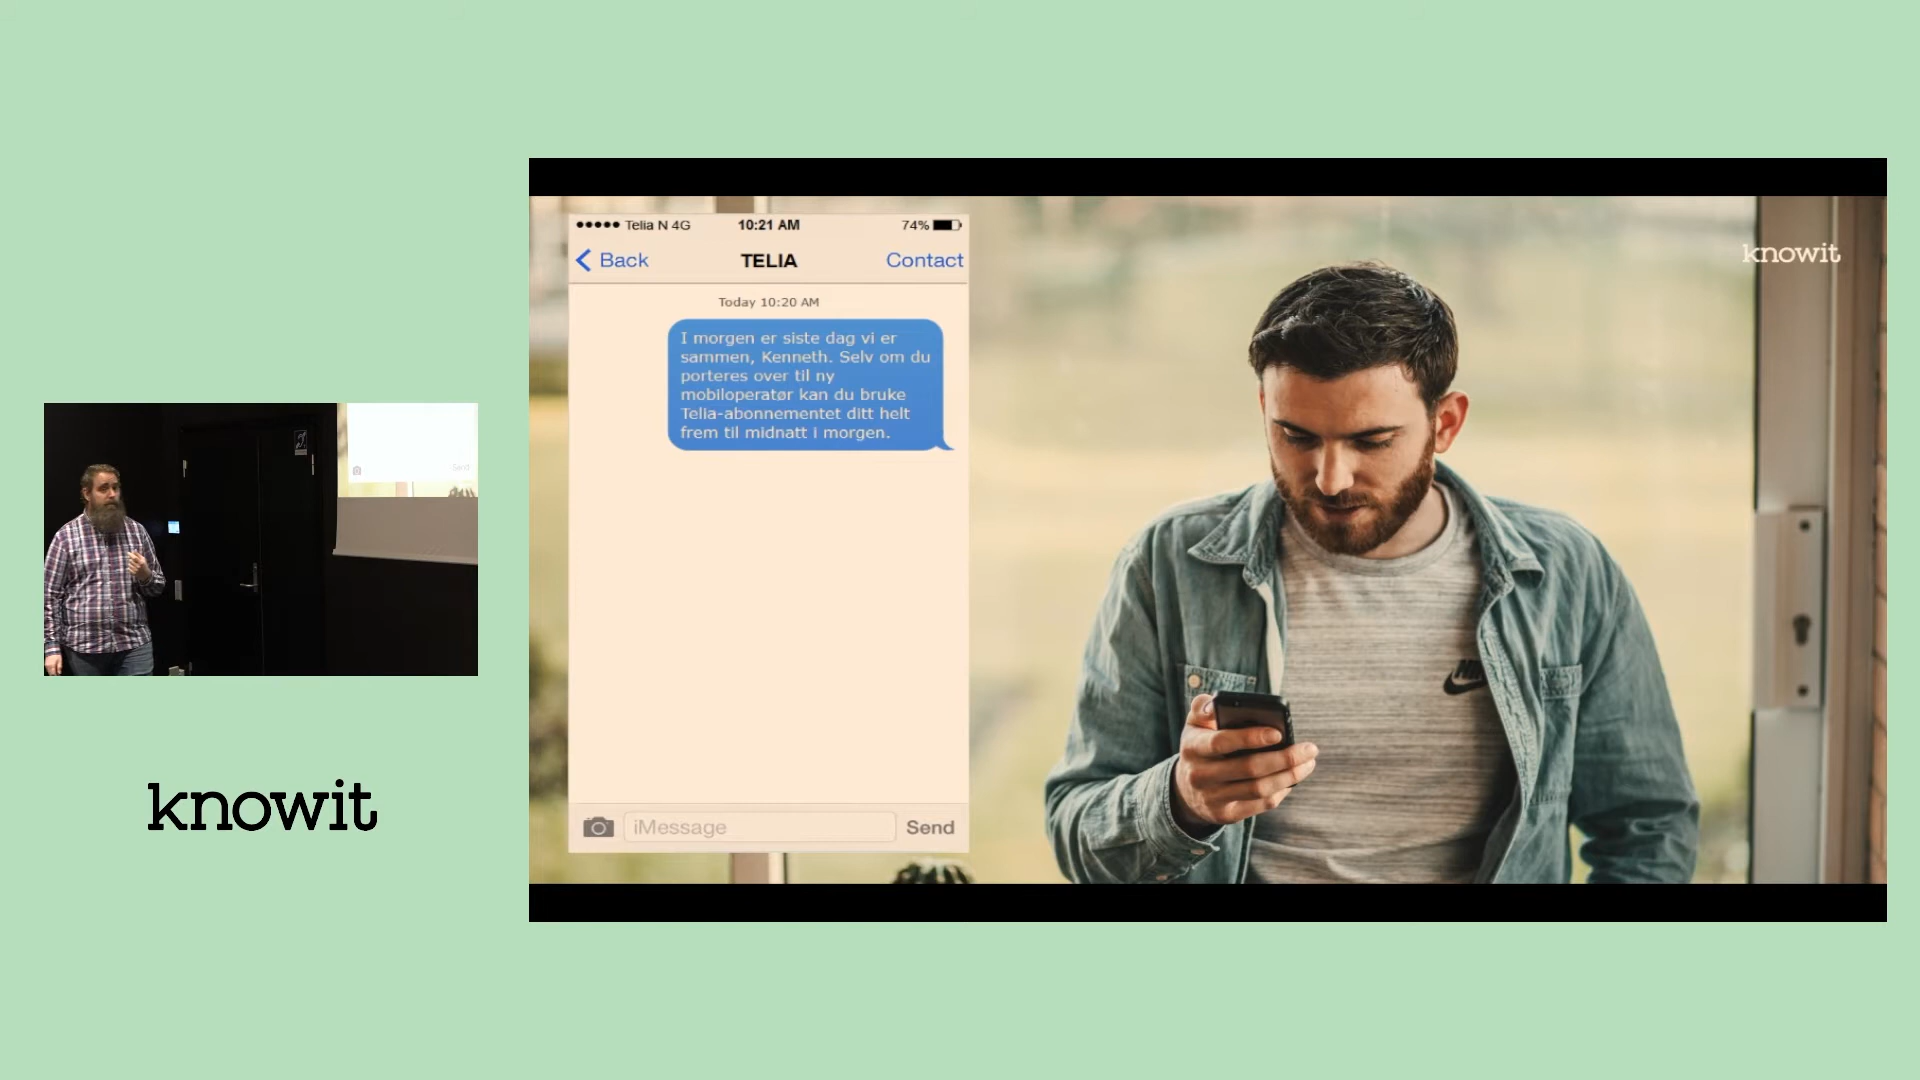 Telia N 4G 10:21 AM 74%
Back TELIA Contact
Today 10:20 AM
I morgen er siste dag vi er
sammen, Kenneth. Selv om du
porteres over til ny
mobiloperatør kan du bruke
Telia-abonnementet ditt helt
frem til midnatt i morgen.
iMessage Send
knowit
Send
knowit